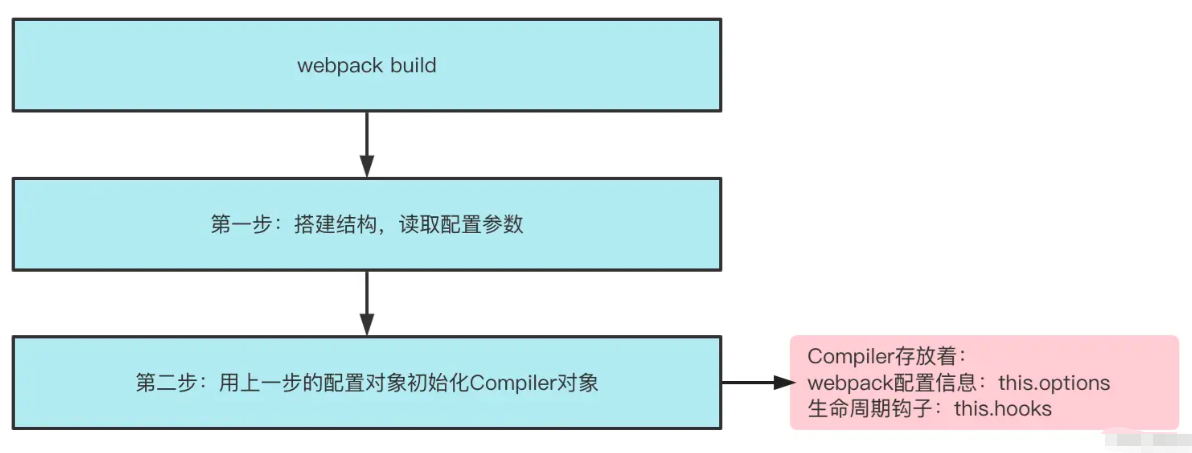 webpack build
第一步：搭建结构，读取配置参数
第二步：用上一步的配置对象初始化Compiler对象
Compiler存放着：
webpack配置信息：this.options
生命周期钩子：this.hooks